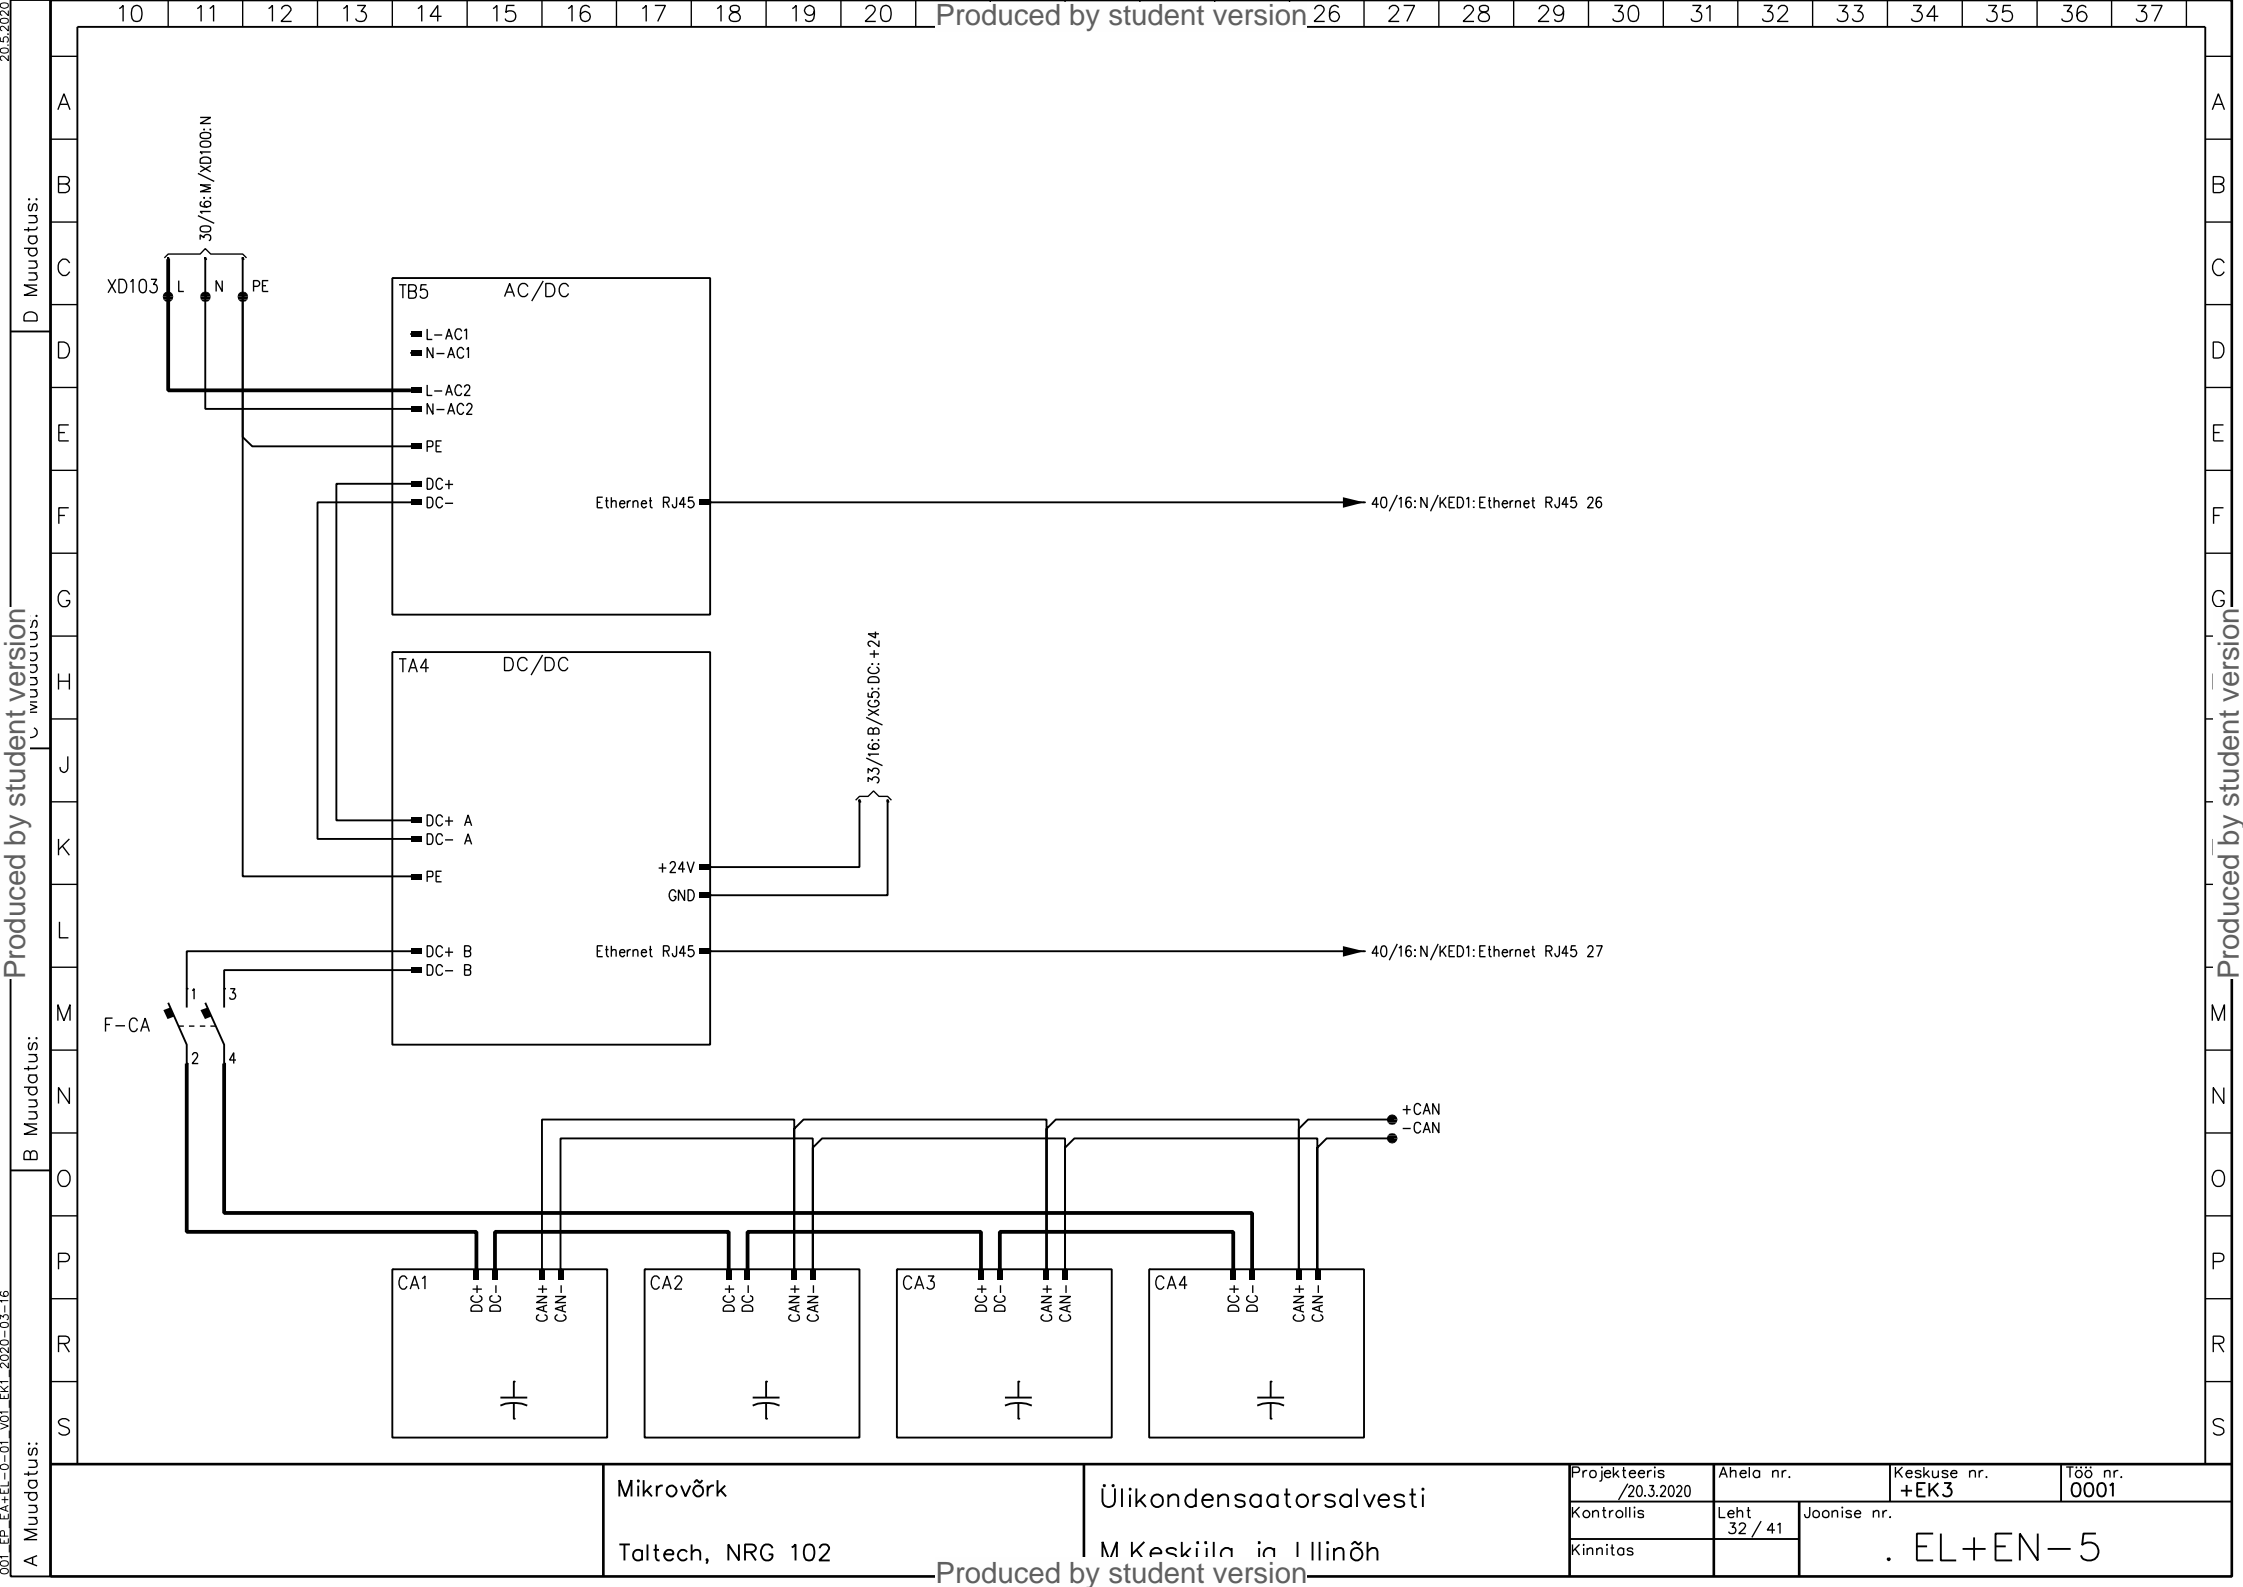 20.5.2020
10 11 12 13 14 15 16 17 18 19 20 26 27 28 29 30 31 32 33 34 35 36 37
Produced by student version
A A
B B
C C
D D
E E
F F
G G
H
J
K
L
M M
N N
O O
P P
R R
S S
D Muudatus:
B Muudatus:
A Muudatus:
Produced by student version
Produced by student version
30/16:M/XD100:N
XD103 L N PE
TB5 AC/DC
L-AC1
N-AC1
L-AC2
N-AC2
PE
DC+
DC-
Ethernet RJ45
40/16:N/KED1:Ethernet RJ45 26
TA4 DC/DC
33/16:B/XG5:DC:+24
DC+ A
DC- A
PE
+24V
GND
DC+ B
DC- B
Ethernet RJ45
40/16:N/KED1:Ethernet RJ45 27
F-CA
1 3
2 4
+CAN
-CAN
CA1 DC+ DC- CAN+ CAN-
CA2 DC+ DC- CAN+ CAN-
CA3 DC+ DC- CAN+ CAN-
CA4 DC+ DC- CAN+ CAN-
Mikrovõrk
Taltech, NRG 102
Ülikondensaatorsalvesti
Projekteeris
/20.3.2020
Kontrollis
Kinnitas
Ahela nr.
Keskuse nr.
+EK3
Töö nr.
0001
Leht
32 / 41
Joonise nr.
. EL+EN-5
Produced by student version